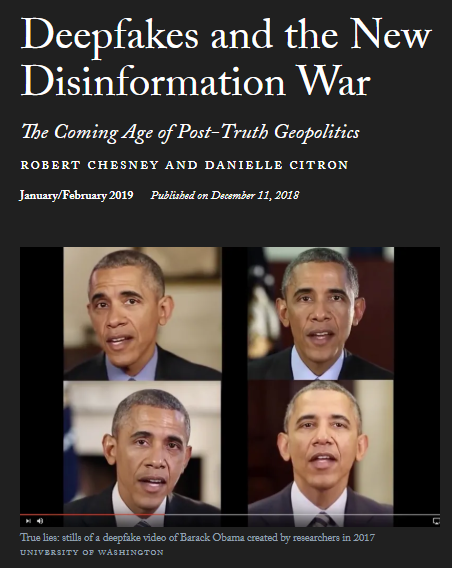 Deepfakes and the New
Disinformation War
The Coming Age of Post-Truth Geopolitics
ROBERT CHESNEY AND DANIELLE CITRON
January/February 2019 Published on December 11, 2018
True lies: stills of a deepfake video of Barack Obama created by researchers in 2017
UNIVERSITY OF WASHINGTON